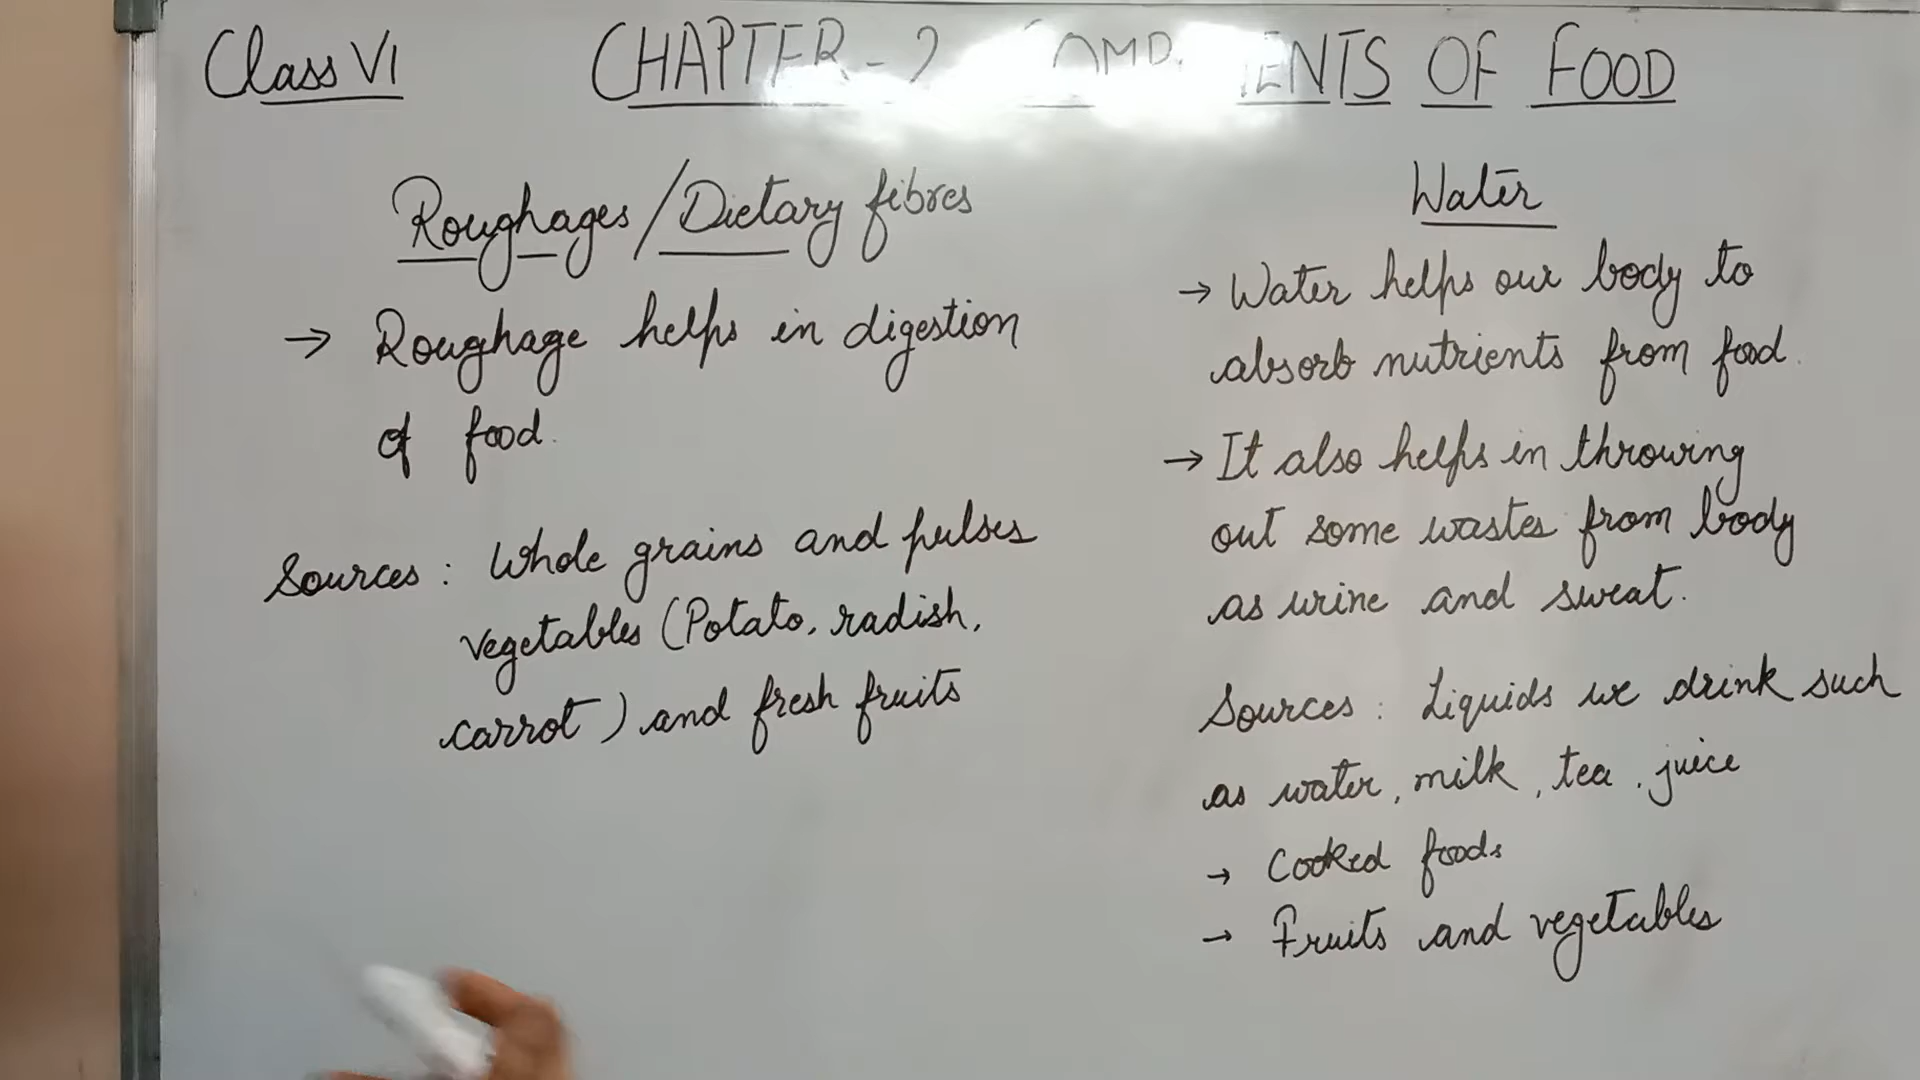 Class VI
CHAPTER - 2 COMPONENTS OF FOOD
Roughages / Dietary fibres
→ Roughage helps in digestion
of food.
Sources : Whole grains and pulses
vegetables (Potato, radish,
carrot) and fresh fruits
Water
→ Water helps our body to
absorb nutrients from food.
→ It also helps in throwing
out some wastes from body
as urine and sweat.
Sources : Liquids we drink such
as water, milk, tea, juice
→ Cooked foods
→ Fruits and vegetables